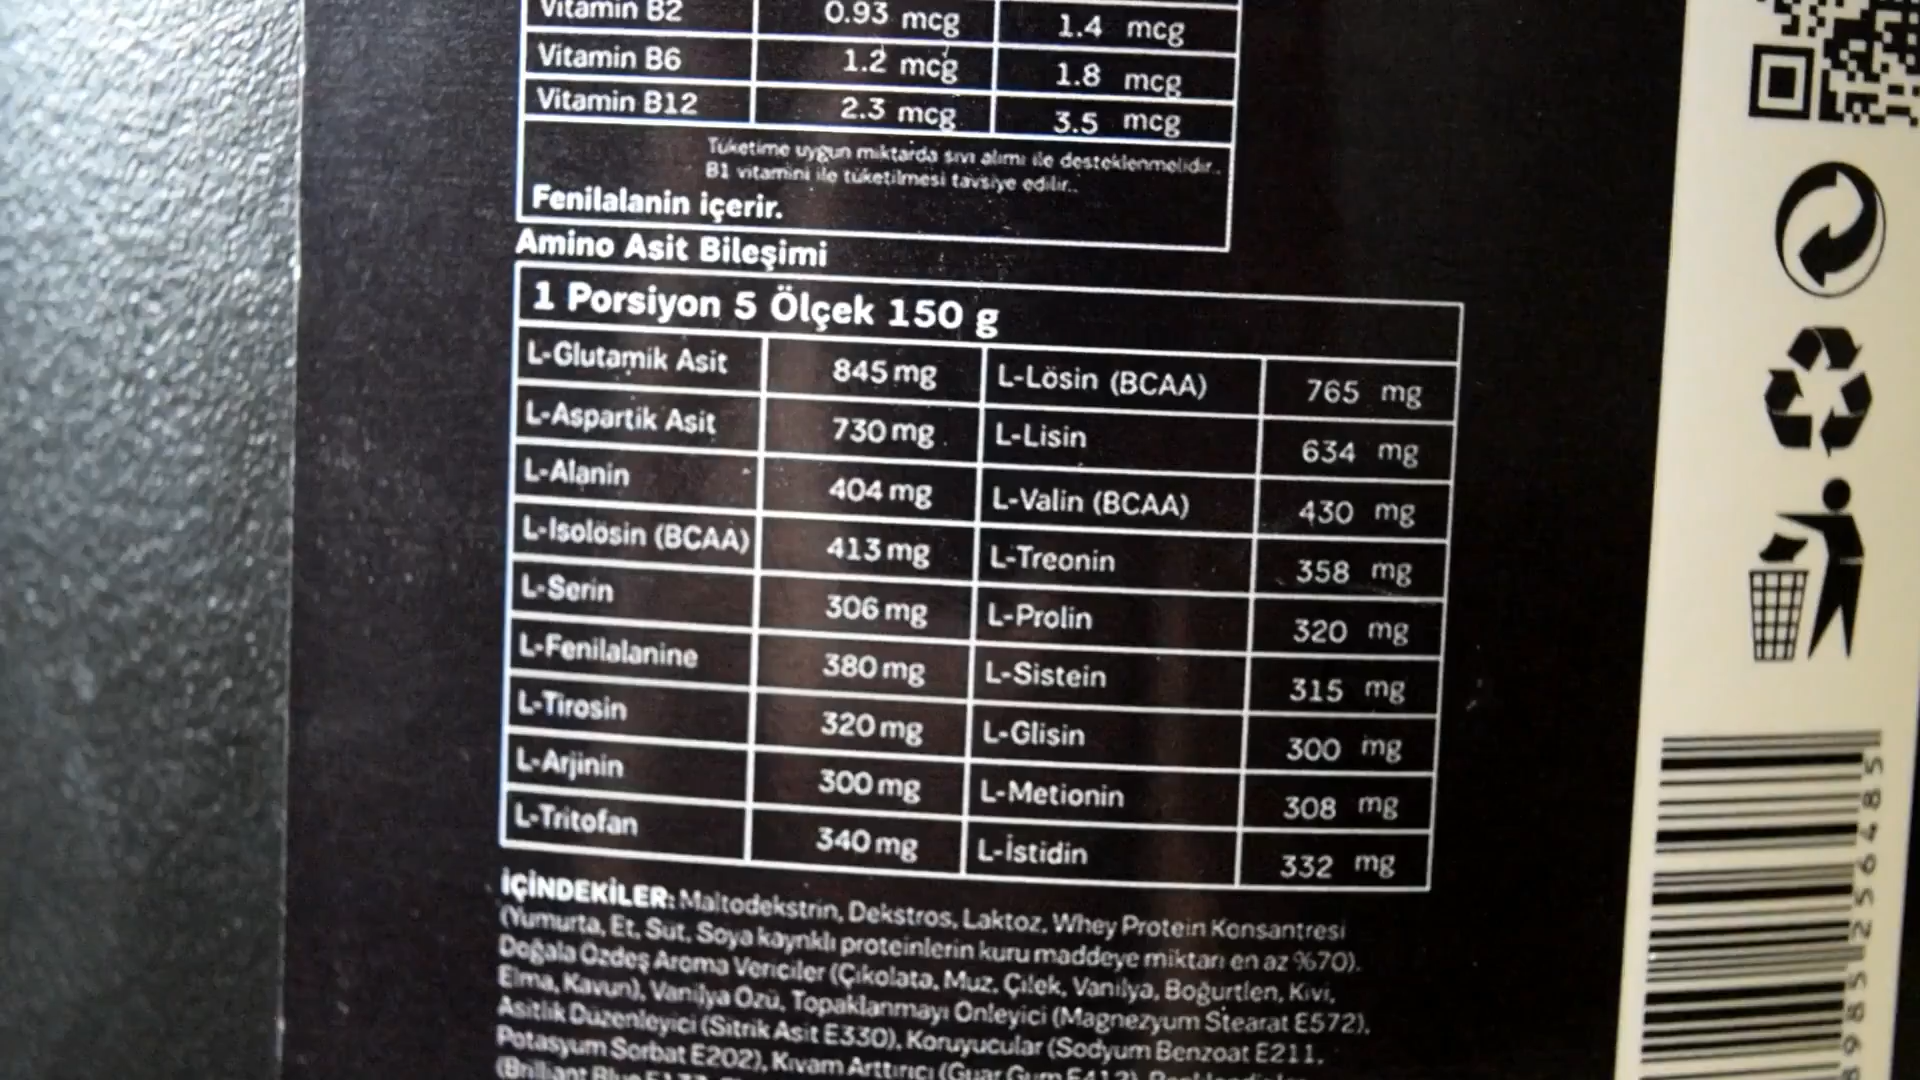 Vitamin B2 0.93 mcg 1.4 mcg
Vitamin B6 1.2 mcg 1.8 mcg
Vitamin B12 2.3 mcg 3.5 mcg
Tüketime uygun miktarda sıvı alımı ile desteklenmelidir..
B1 vitamini ile tüketilmesi tavsiye edilir..
Fenilalanin içerir.
Amino Asit Bileşimi
1 Porsiyon 5 Ölçek 150 g
L-Glutamik Asit 845 mg L-Lösin (BCAA) 765 mg
L-Aspartik Asit 730 mg L-Lisin 634 mg
L-Alanin 404 mg L-Valin (BCAA) 430 mg
L-Isolösin (BCAA) 413 mg L-Treonin 358 mg
L-Serin 306 mg L-Prolin 320 mg
L-Fenilalanine 380 mg L-Sistein 315 mg
L-Tirosin 320 mg L-Glisin 300 mg
L-Arjinin 300 mg L-Metionin 308 mg
L-Tritofan 340 mg L-İstidin 332 mg
İÇİNDEKİLER: Maltodekstrin, Dekstros, Laktoz, Whey Protein Konsantresi
(Yumurta, Et, Süt, Soya kaynklı proteinlerin kuru maddeye miktarı en az %70).
Doğala Özdeş Aroma Vericiler (Çikolata, Muz, Çilek, Vanilya, Boğurtlen, Kivi,
Elma, Kavun), Vanilya Özü, Topaklanmayı Önleyici (Magnezyum Stearat E572),
Asitlik Düzenleyici (Sitrik Asit E330), Koruyucular (Sodyum Benzoat E211,
Potasyum Sorbat E202), Kıvam Arttırıcı (Guar Gum E412)
(Brilliant Blue